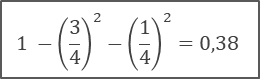 1 − (3/4)² − (1/4)² = 0,38